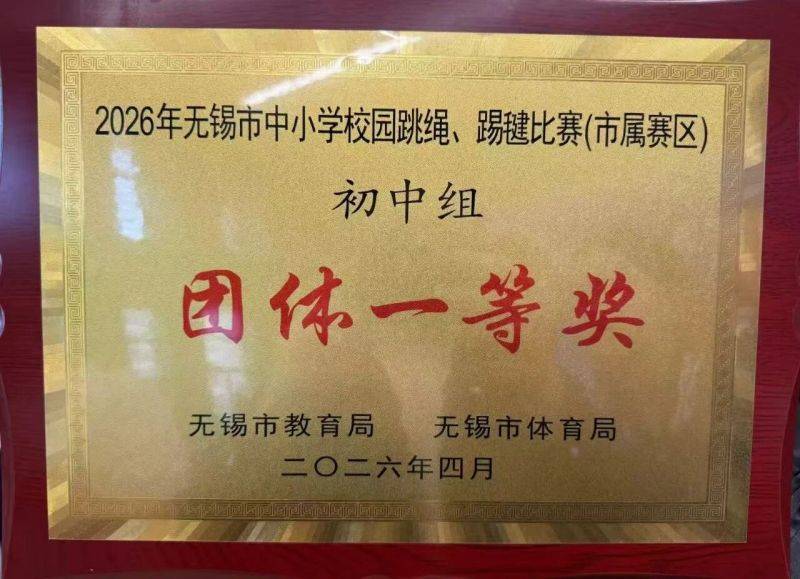 2026年无锡市中小学校园跳绳、踢毽比赛(市属赛区)
初中组
团体一等奖
无锡市教育局 无锡市体育局
二〇二六年四月